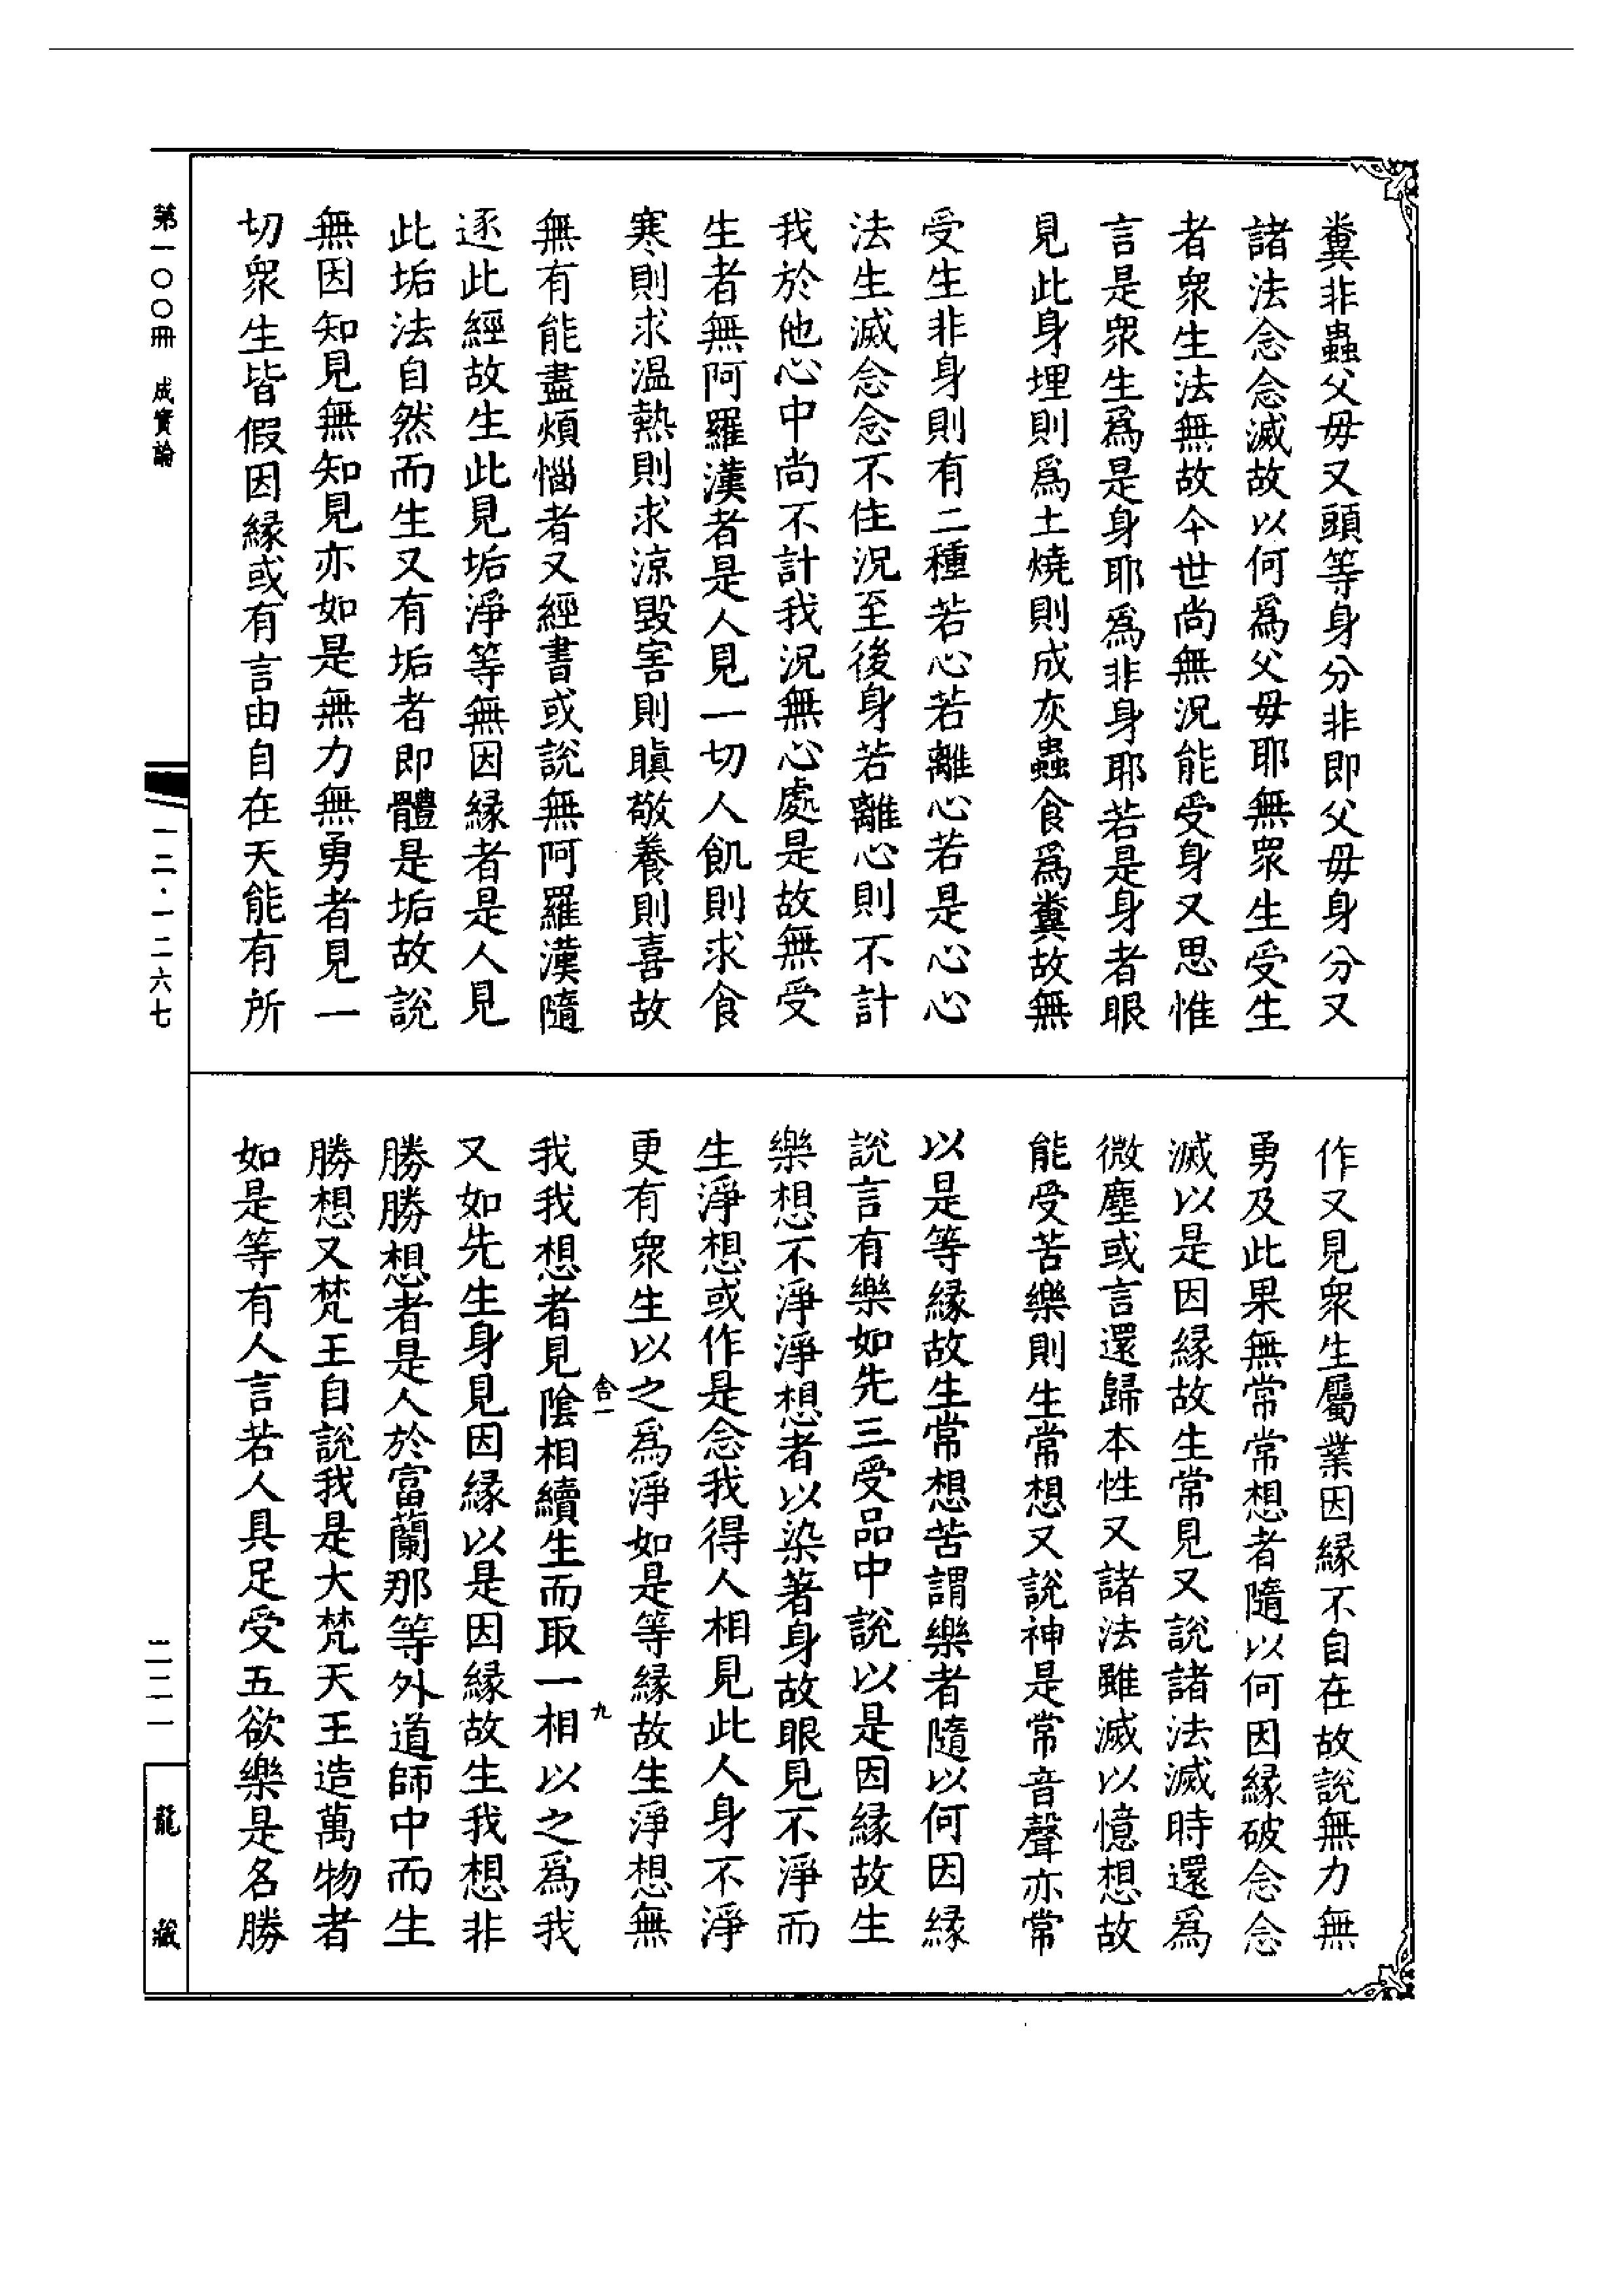 糞非蟲父母又頭等身分非即父母身分又
諸法念念滅故以何爲父母耶無衆生受生
者衆生法無故今世尚無況能受身又思惟
言是衆生爲是身耶爲非身耶若是身者眼
見此身埋則爲土燒則成灰蟲食爲糞故無
受生非身則有二種若心若離心若是心心
法生滅念念不住況至後身若離心則不計
我於他心中尚不計我況無心處是故無受
生者無阿羅漢者是人見一切人飢則求食
寒則求温熱則求涼毀害則瞋敬養則喜故
無有能盡煩惱者又經書或說無阿羅漢隨
逐此經故生此見垢淨等無因緣者是人見
此垢法自然而生又有垢者即體是垢故說
無因知見無知見亦如是無力無勇者見一
切衆生皆假因緣或有言由自在天能有所
作又見衆生屬業因緣不自在故說無力無
勇及此果無常常想者隨以何因緣破念念
滅以是因緣故生常見又說諸法滅時還爲
微塵或言還歸本性又諸法雖滅以憶想故
能受苦樂則生常想又說神是常音聲亦常
以是等緣故生常想苦謂樂者隨以何因緣
說言有樂如先三受品中說以是因緣故生
樂想不淨淨想者以染著身故眼見不淨而
生淨想或作是念我得人相見此人身不淨
更有衆生以之爲淨如是等緣故生淨想無
舍一 九
我我想者見陰相續生而取一相以之爲我
又如先生身見因緣以是因緣故生我想非
勝勝想者是人於富蘭那等外道師中而生
勝想又梵王自說我是大梵天王造萬物者
如是等有人言若人具足受五欲樂是名勝
第一〇〇冊 成實論
一二·一二六七
二二一
龍藏